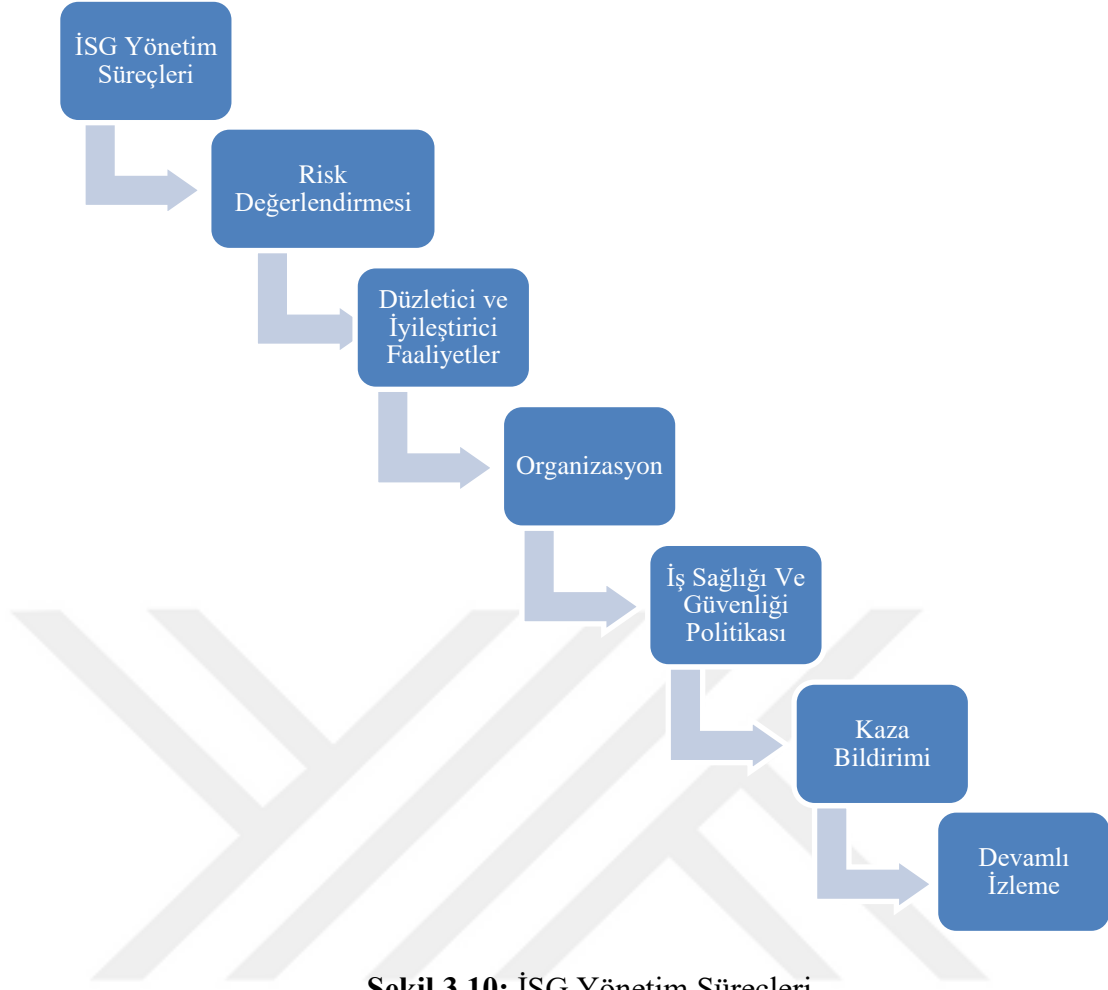 İSG Yönetim
Süreçleri
Risk
Değerlendirmesi
Düzletici ve
İyileştirici
Faaliyetler
Organizasyon
İş Sağlığı Ve
Güvenliği
Politikası
Kaza
Bildirimi
Devamlı
İzleme
Şekil 3.10: İSG Yönetim Süreçleri